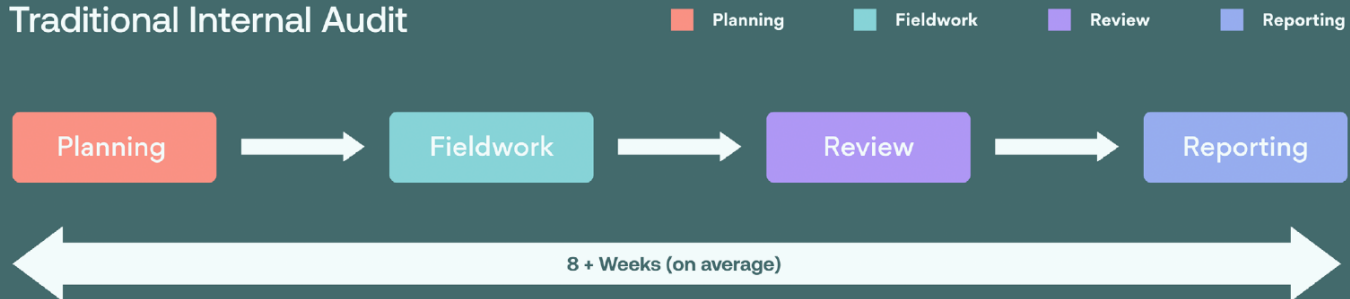 Traditional Internal Audit
Planning
Fieldwork
Review
Reporting
Planning
Fieldwork
Review
Reporting
8 + Weeks (on average)